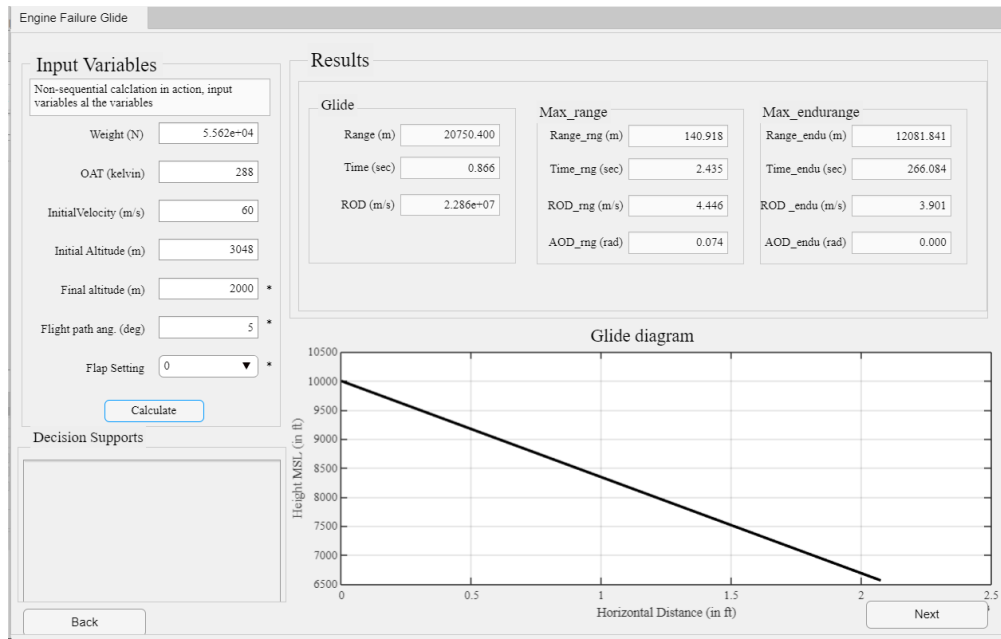 Engine Failure Glide
Input Variables
Non-sequential calclation in action, input
variables al the variables
Weight (N) 5.562e+04
OAT (kelvin) 288
InitialVelocity (m/s) 60
Initial Altitude (m) 3048
Final altitude (m) 2000 *
Flight path ang. (deg) 5 *
Flap Setting 0 ▼ *
Calculate
Decision Supports
Back
Results
Glide
Range (m) 20750.400
Time (sec) 0.866
ROD (m/s) 2.286e+07
Max_range
Range_rng (m) 140.918
Time_rng (sec) 2.435
ROD_rng (m/s) 4.446
AOD_rng (rad) 0.074
Max_endurange
Range_endu (m) 12081.841
Time_endu (sec) 266.084
ROD _endu (m/s) 3.901
AOD_endu (rad) 0.000
Glide diagram
Height MSL (in ft)
10500
10000
9500
9000
8500
8000
7500
7000
6500
0 0.5 1 1.5 2 2.5
Horizontal Distance (in ft)
Next